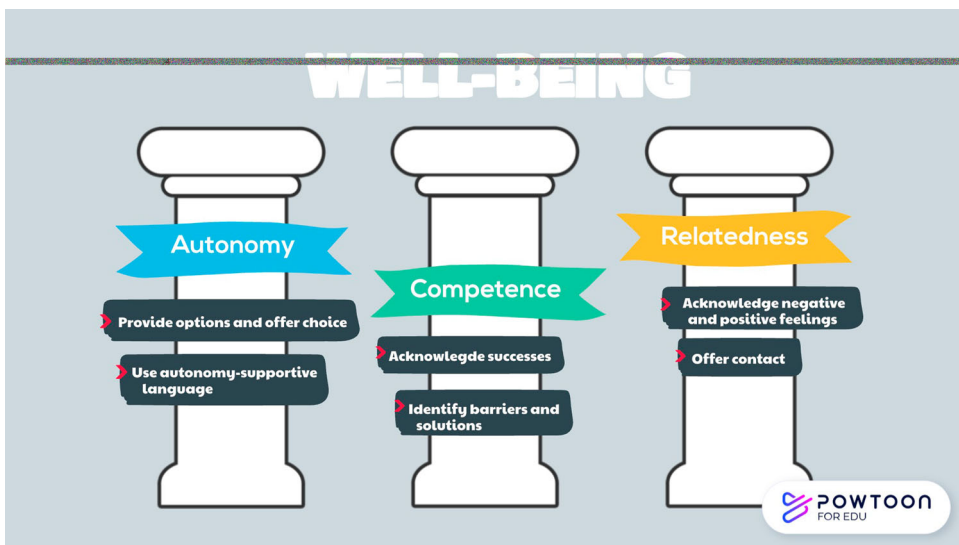 WELL-BEING
Autonomy
Provide options and offer choice
Use autonomy-supportive
language
Competence
Acknowlegde successes
Identify barriers and
solutions
Relatedness
Acknowledge negative
and positive feelings
Offer contact
POWTOON
FOR EDU